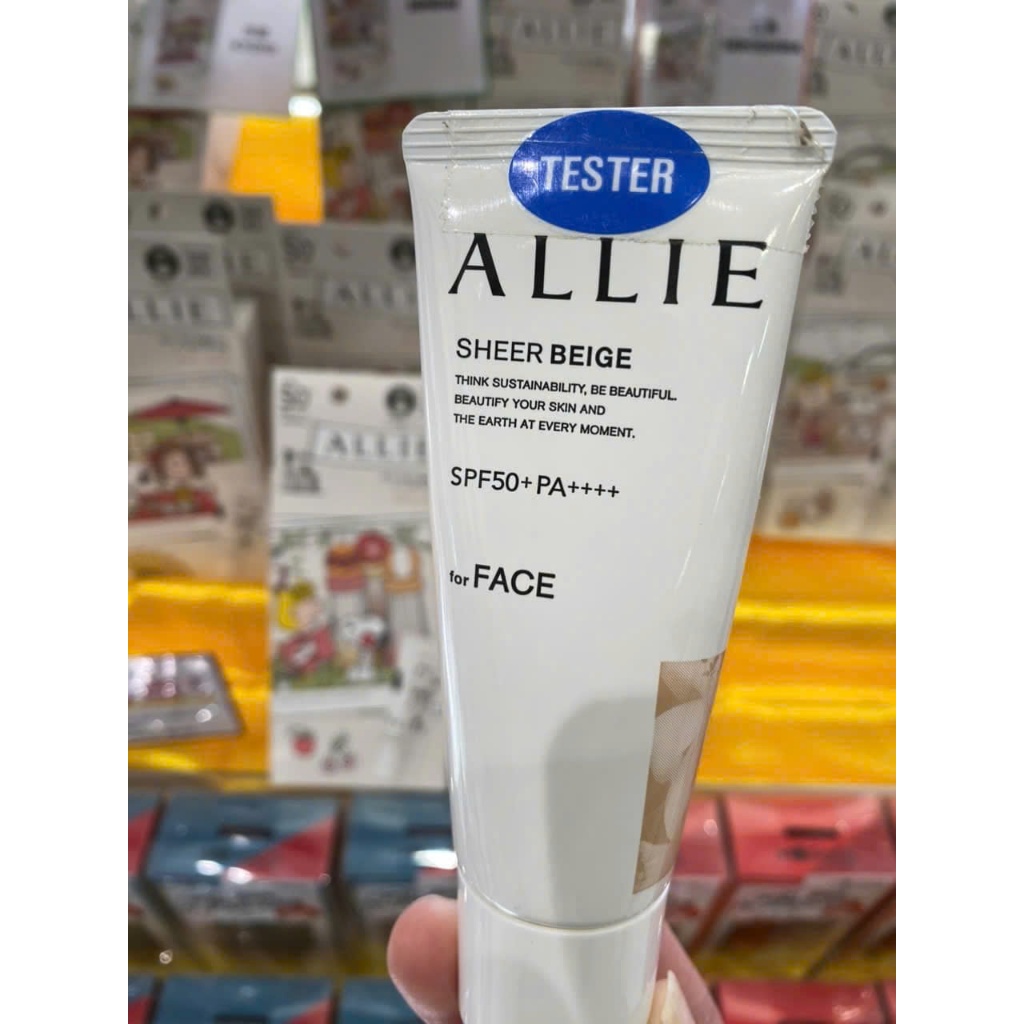 TESTER
ALLIE
SHEER BEIGE
THINK SUSTAINABILITY, BE BEAUTIFUL.
BEAUTIFY YOUR SKIN AND
THE EARTH AT EVERY MOMENT.
SPF50+ PA++++
for FACE
ALLIE